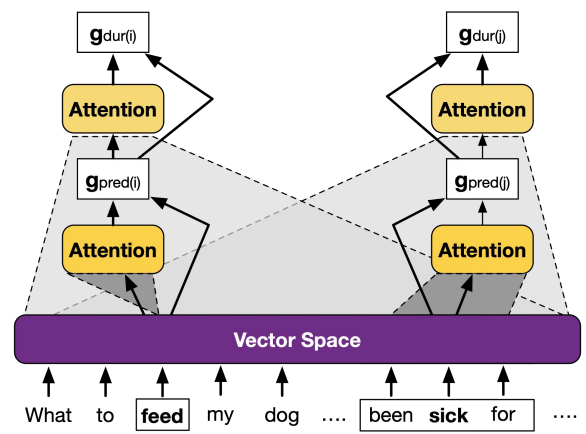 gdur(i) gdur(j)
Attention Attention
gpred(i) gpred(j)
Attention Attention
Vector Space
What to feed my dog .... been sick for ....